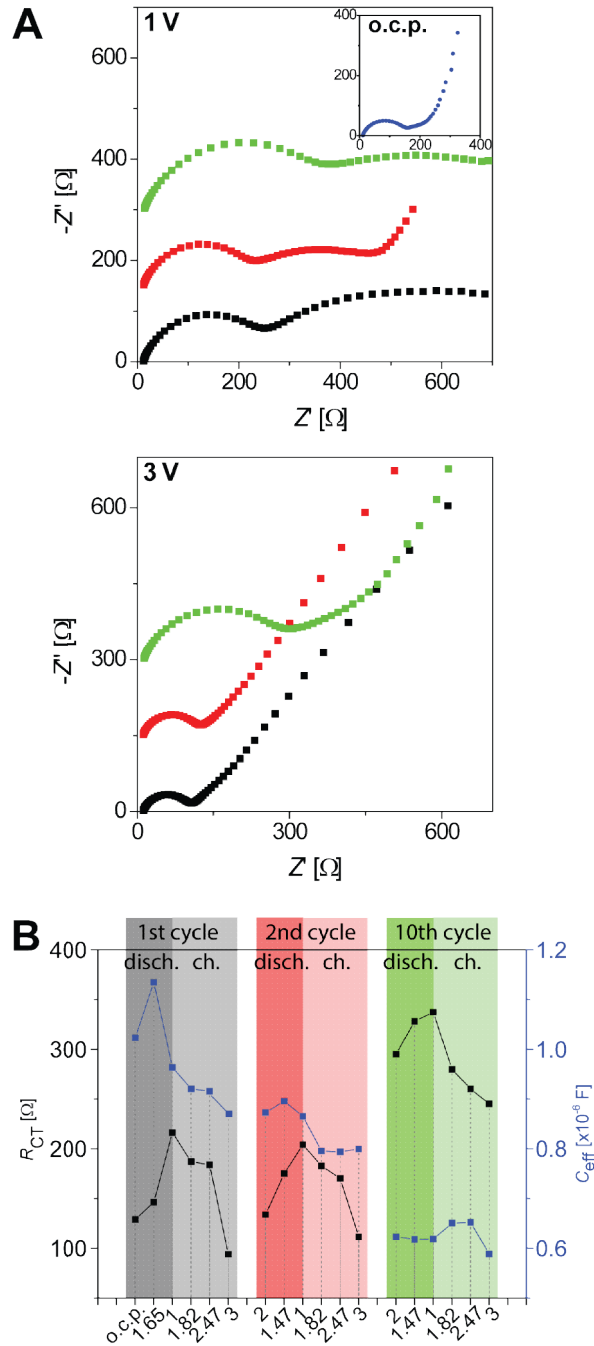 A
1 V
o.c.p.
400
200
0
0 200 400
600
400
200
0
-Z" [Ω]
0 200 400 600
Z' [Ω]
3 V
600
300
0
-Z" [Ω]
0 300 600
Z' [Ω]
B
1st cycle 2nd cycle 10th cycle
disch. ch. disch. ch. disch. ch.
400 1.2
300 1.0
200 0.8
100 0.6
RCT [Ω]
Ceff [x10⁻⁶ F]
o.c.p. 1.65 1 1.82 2.47 3 2 1.47 1 1.82 2.47 3 2 1.47 1 1.82 2.47 3